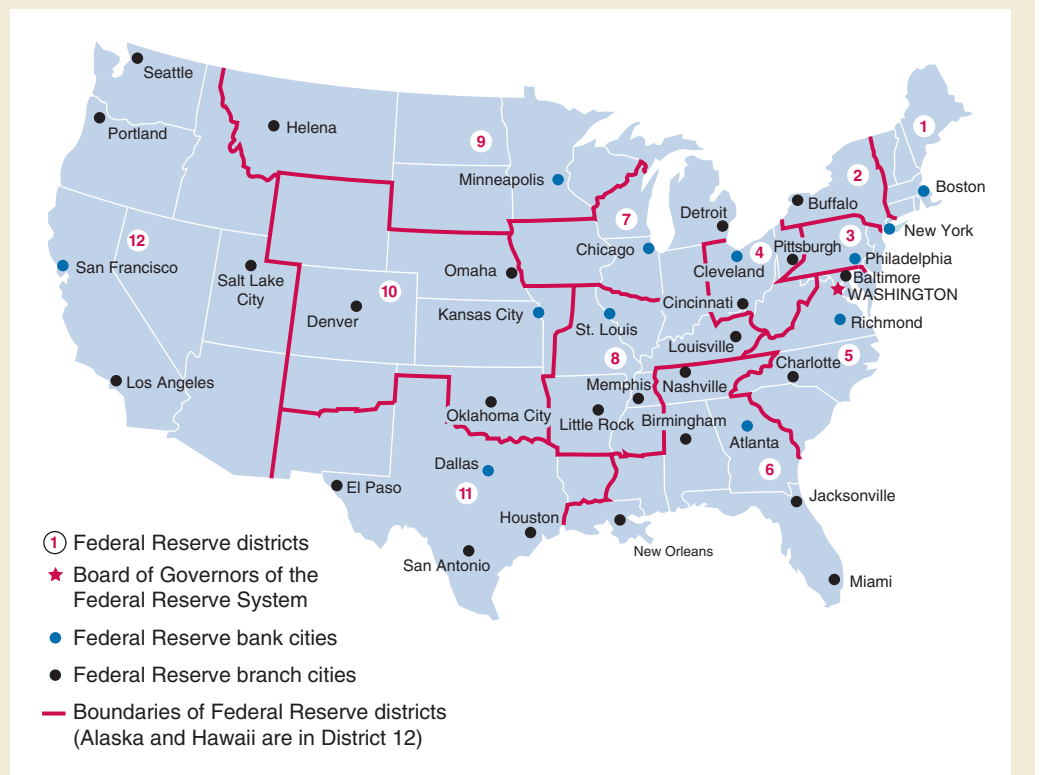 Seattle
Portland
Helena
9
1
Minneapolis
2
Boston
Buffalo
7
Detroit
12
3
New York
4
Pittsburgh
Chicago
Philadelphia
San Francisco
Cleveland
Omaha
Baltimore
Salt Lake
City
10
WASHINGTON
Cincinnati
Denver
Kansas City
St. Louis
Richmond
Louisville
8
5
Charlotte
Los Angeles
Memphis
Nashville
Oklahoma City
Little Rock
Birmingham
Atlanta
Dallas
6
El Paso
11
Jacksonville
Houston
New Orleans
San Antonio
Miami
1 Federal Reserve districts
Board of Governors of the
Federal Reserve System
Federal Reserve bank cities
Federal Reserve branch cities
Boundaries of Federal Reserve districts
(Alaska and Hawaii are in District 12)